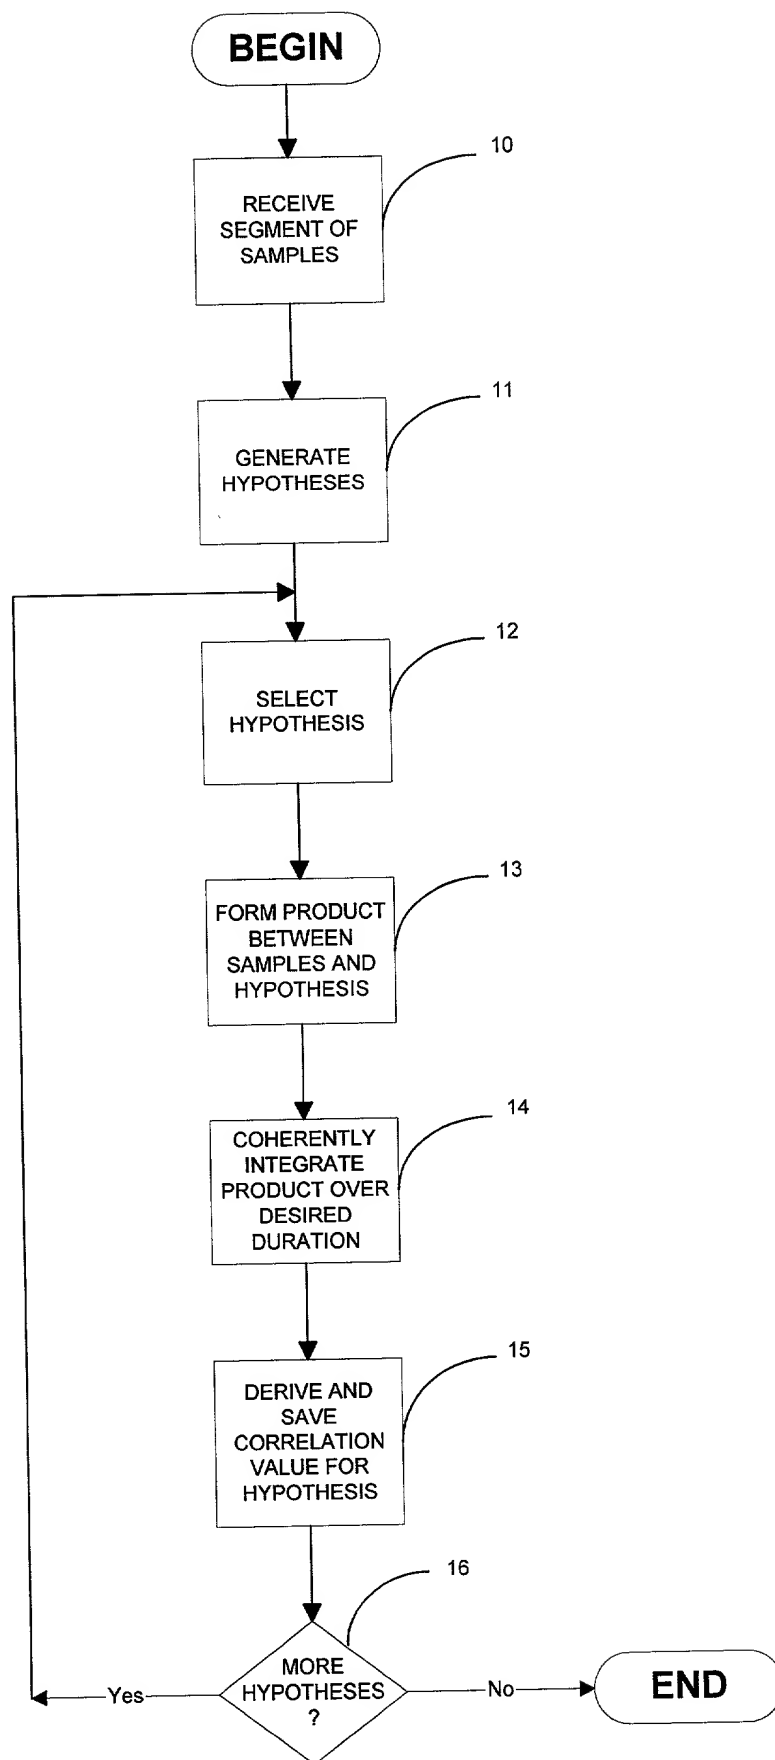 BEGIN
10
RECEIVE
SEGMENT OF
SAMPLES
11
GENERATE
HYPOTHESES
12
SELECT
HYPOTHESIS
13
FORM PRODUCT
BETWEEN
SAMPLES AND
HYPOTHESIS
14
COHERENTLY
INTEGRATE
PRODUCT OVER
DESIRED
DURATION
15
DERIVE AND
SAVE
CORRELATION
VALUE FOR
HYPOTHESIS
16
MORE
HYPOTHESES
?
Yes
No
END